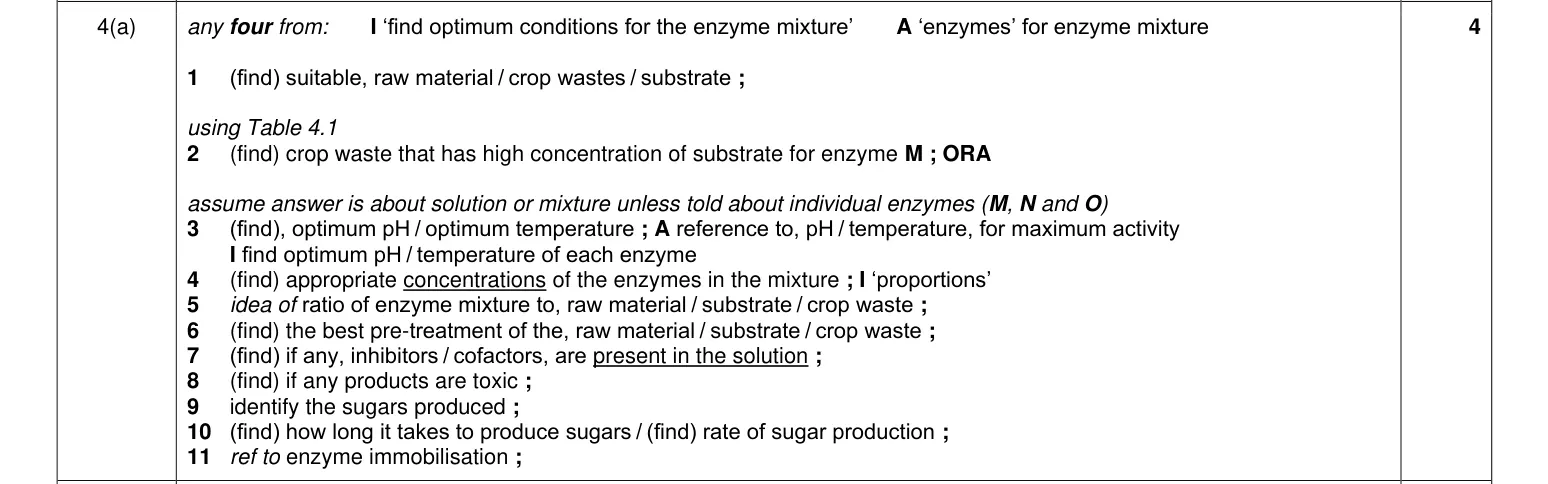 4(a) any four from: I ‘find optimum conditions for the enzyme mixture’ A ‘enzymes’ for enzyme mixture 4
1 (find) suitable, raw material / crop wastes / substrate ;
using Table 4.1
2 (find) crop waste that has high concentration of substrate for enzyme M ; ORA
assume answer is about solution or mixture unless told about individual enzymes (M, N and O)
3 (find), optimum pH / optimum temperature ; A reference to, pH / temperature, for maximum activity
I find optimum pH / temperature of each enzyme
4 (find) appropriate concentrations of the enzymes in the mixture ; I ‘proportions’
5 idea of ratio of enzyme mixture to, raw material / substrate / crop waste ;
6 (find) the best pre-treatment of the, raw material / substrate / crop waste ;
7 (find) if any, inhibitors / cofactors, are present in the solution ;
8 (find) if any products are toxic ;
9 identify the sugars produced ;
10 (find) how long it takes to produce sugars / (find) rate of sugar production ;
11 ref to enzyme immobilisation ;